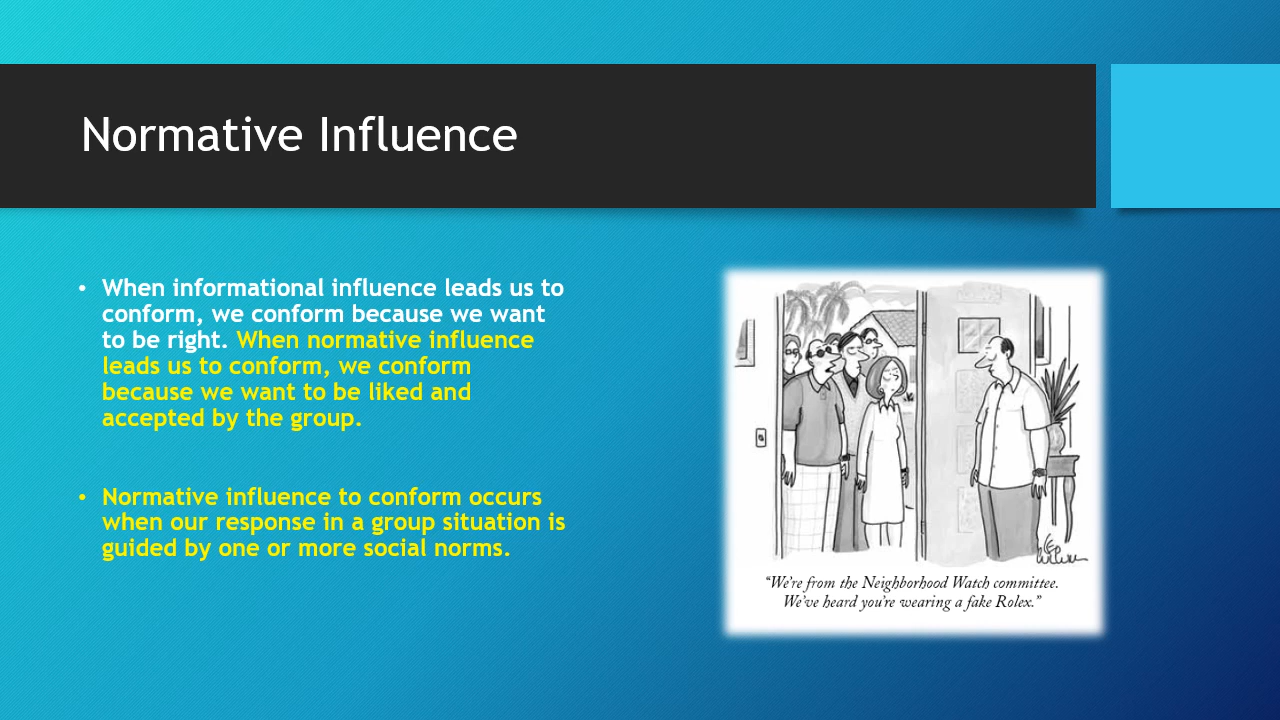 Normative Influence
• When informational influence leads us to
conform, we conform because we want
to be right. When normative influence
leads us to conform, we conform
because we want to be liked and
accepted by the group.
• Normative influence to conform occurs
when our response in a group situation is
guided by one or more social norms.
“We’re from the Neighborhood Watch committee.
We’ve heard you’re wearing a fake Rolex.”